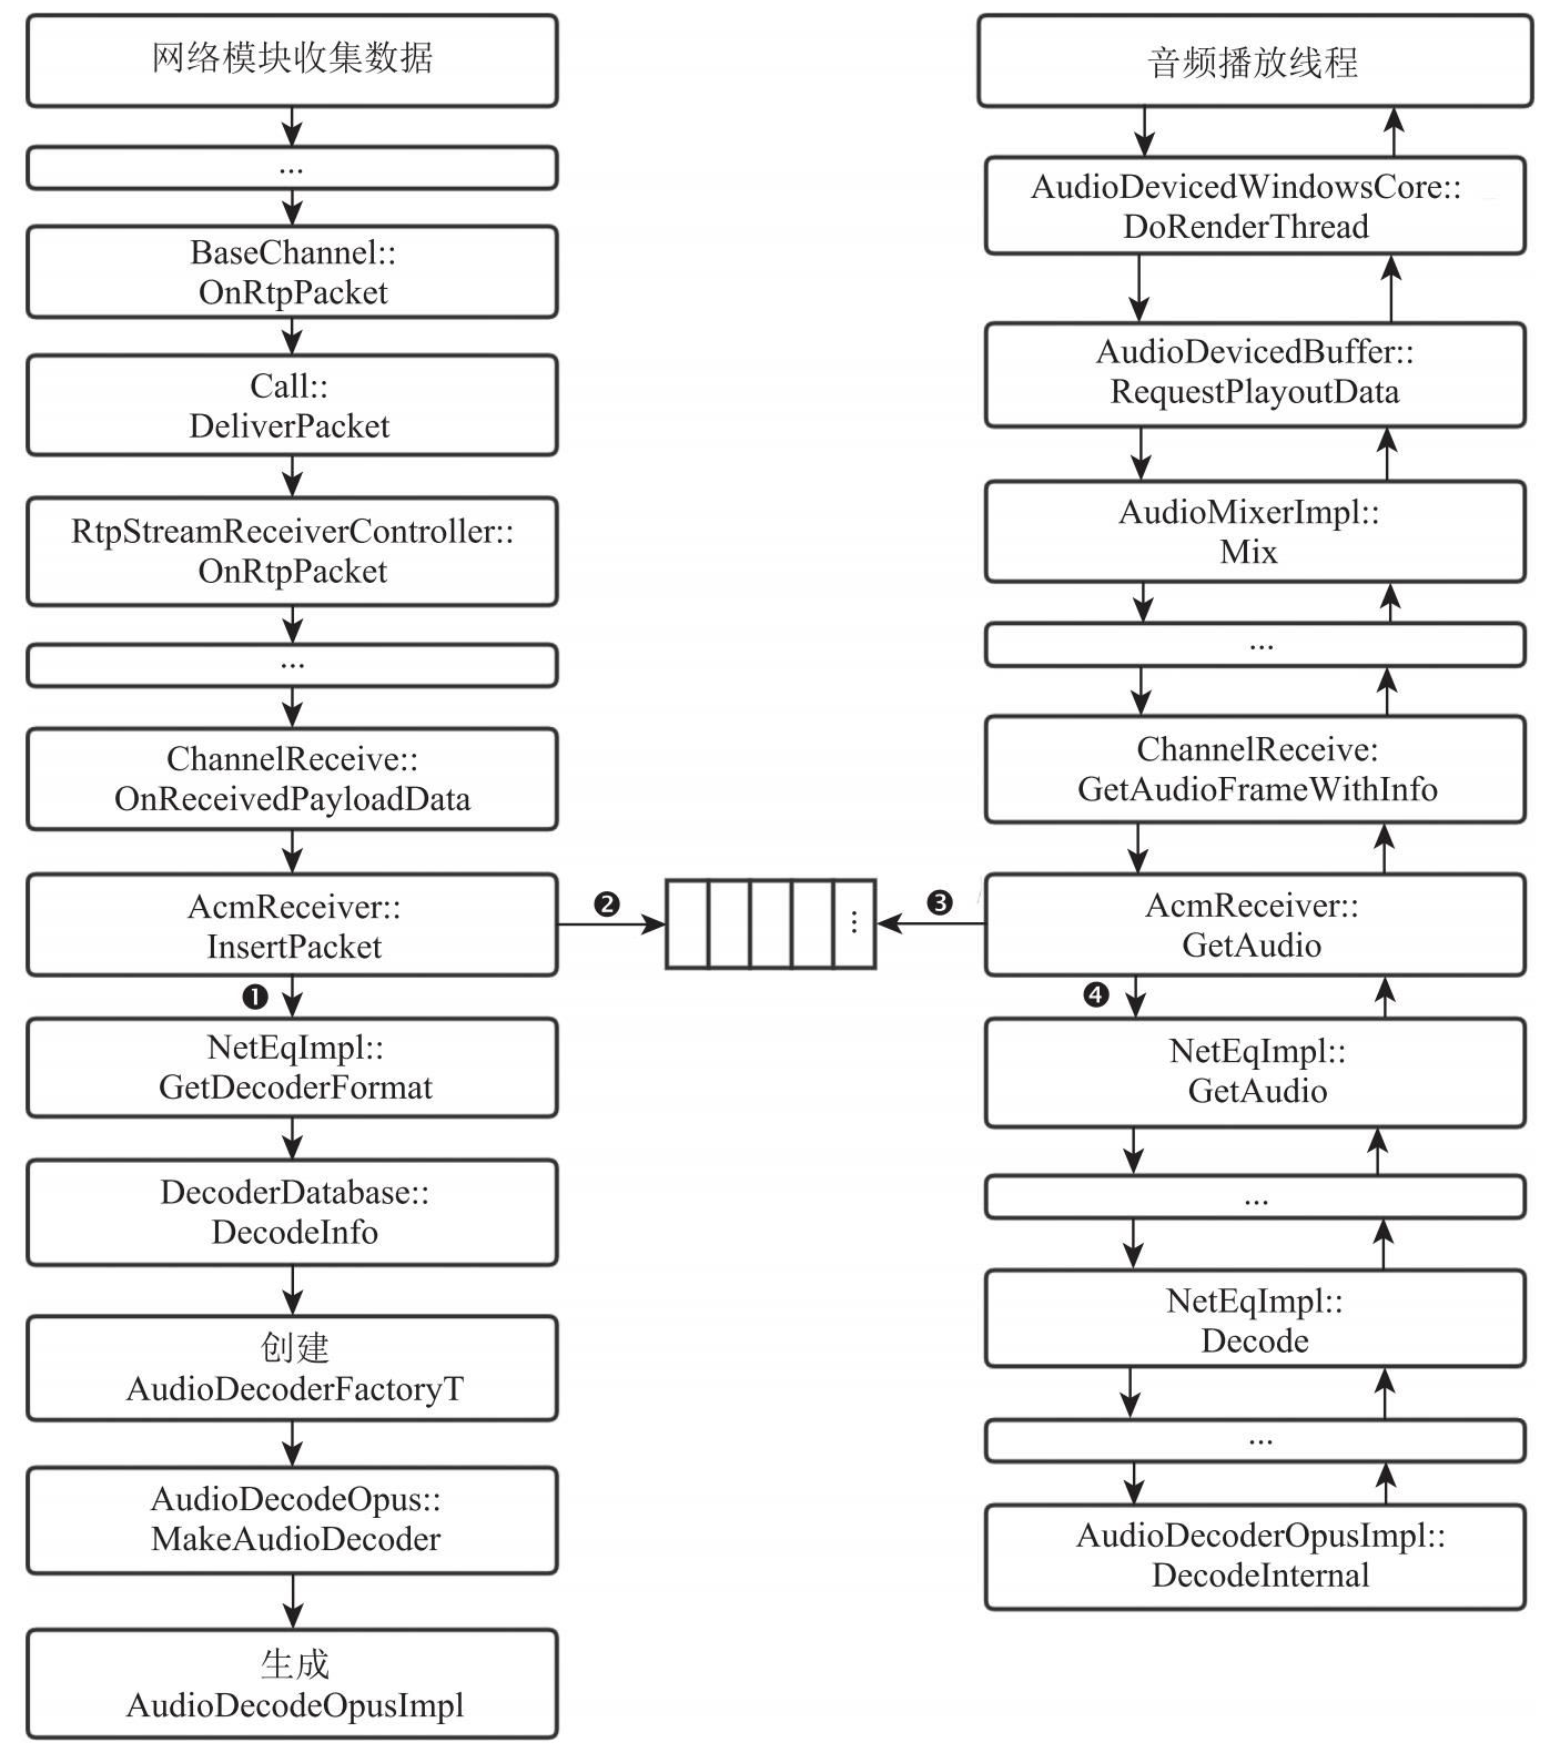 网络模块收集数据
...
BaseChannel::
OnRtpPacket
Call::
DeliverPacket
RtpStreamReceiverController::
OnRtpPacket
...
ChannelReceive::
OnReceivedPayloadData
AcmReceiver::
InsertPacket
❶
NetEqImpl::
GetDecoderFormat
DecoderDatabase::
DecodeInfo
创建
AudioDecoderFactoryT
AudioDecodeOpus::
MakeAudioDecoder
生成
AudioDecodeOpusImpl
❷
⋮
❸
音频播放线程
AudioDevicedWindowsCore::
DoRenderThread
AudioDevicedBuffer::
RequestPlayoutData
AudioMixerImpl::
Mix
...
ChannelReceive:
GetAudioFrameWithInfo
AcmReceiver::
GetAudio
❹
NetEqImpl::
GetAudio
...
NetEqImpl::
Decode
...
AudioDecoderOpusImpl::
DecodeInternal